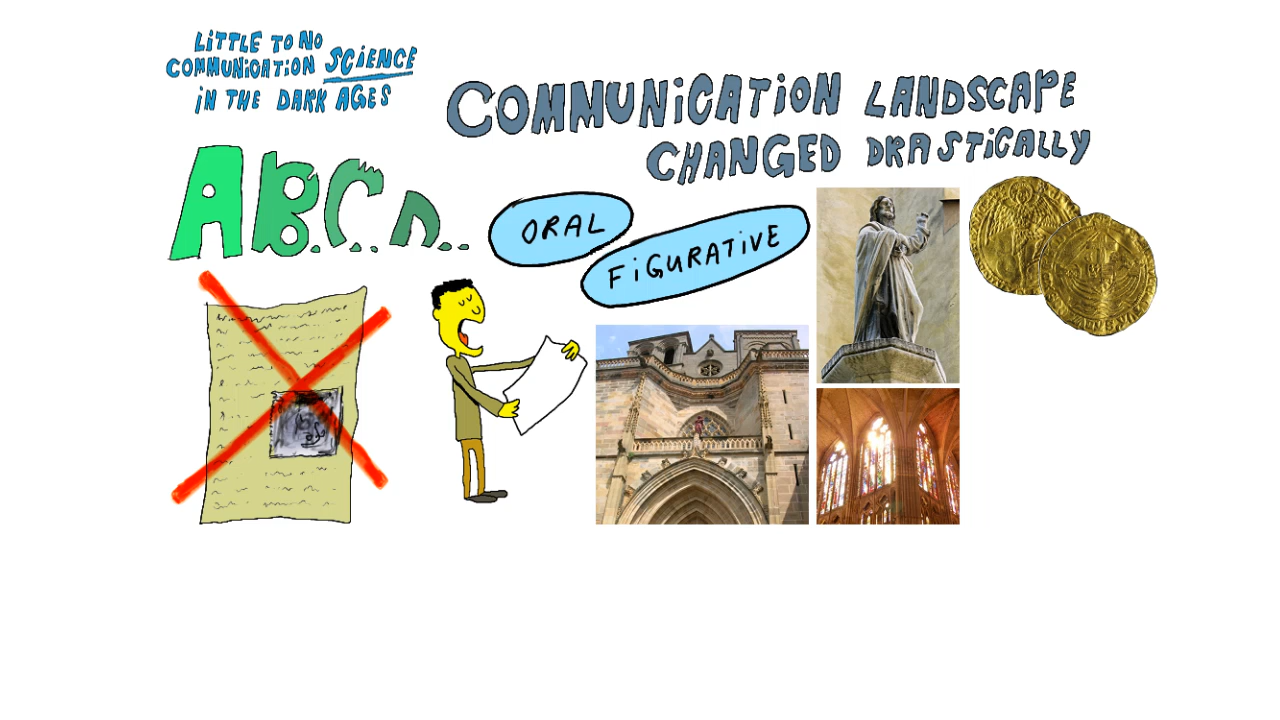 LiTTLE TO NO
COMMUNiCATiON SCiENCE
iN THE DARK AGES
COMMUNiCATiON LANDSCAPE
CHANGED DRASTiCALLY
A.B.C. D...
ORAL
FiGURATiVE